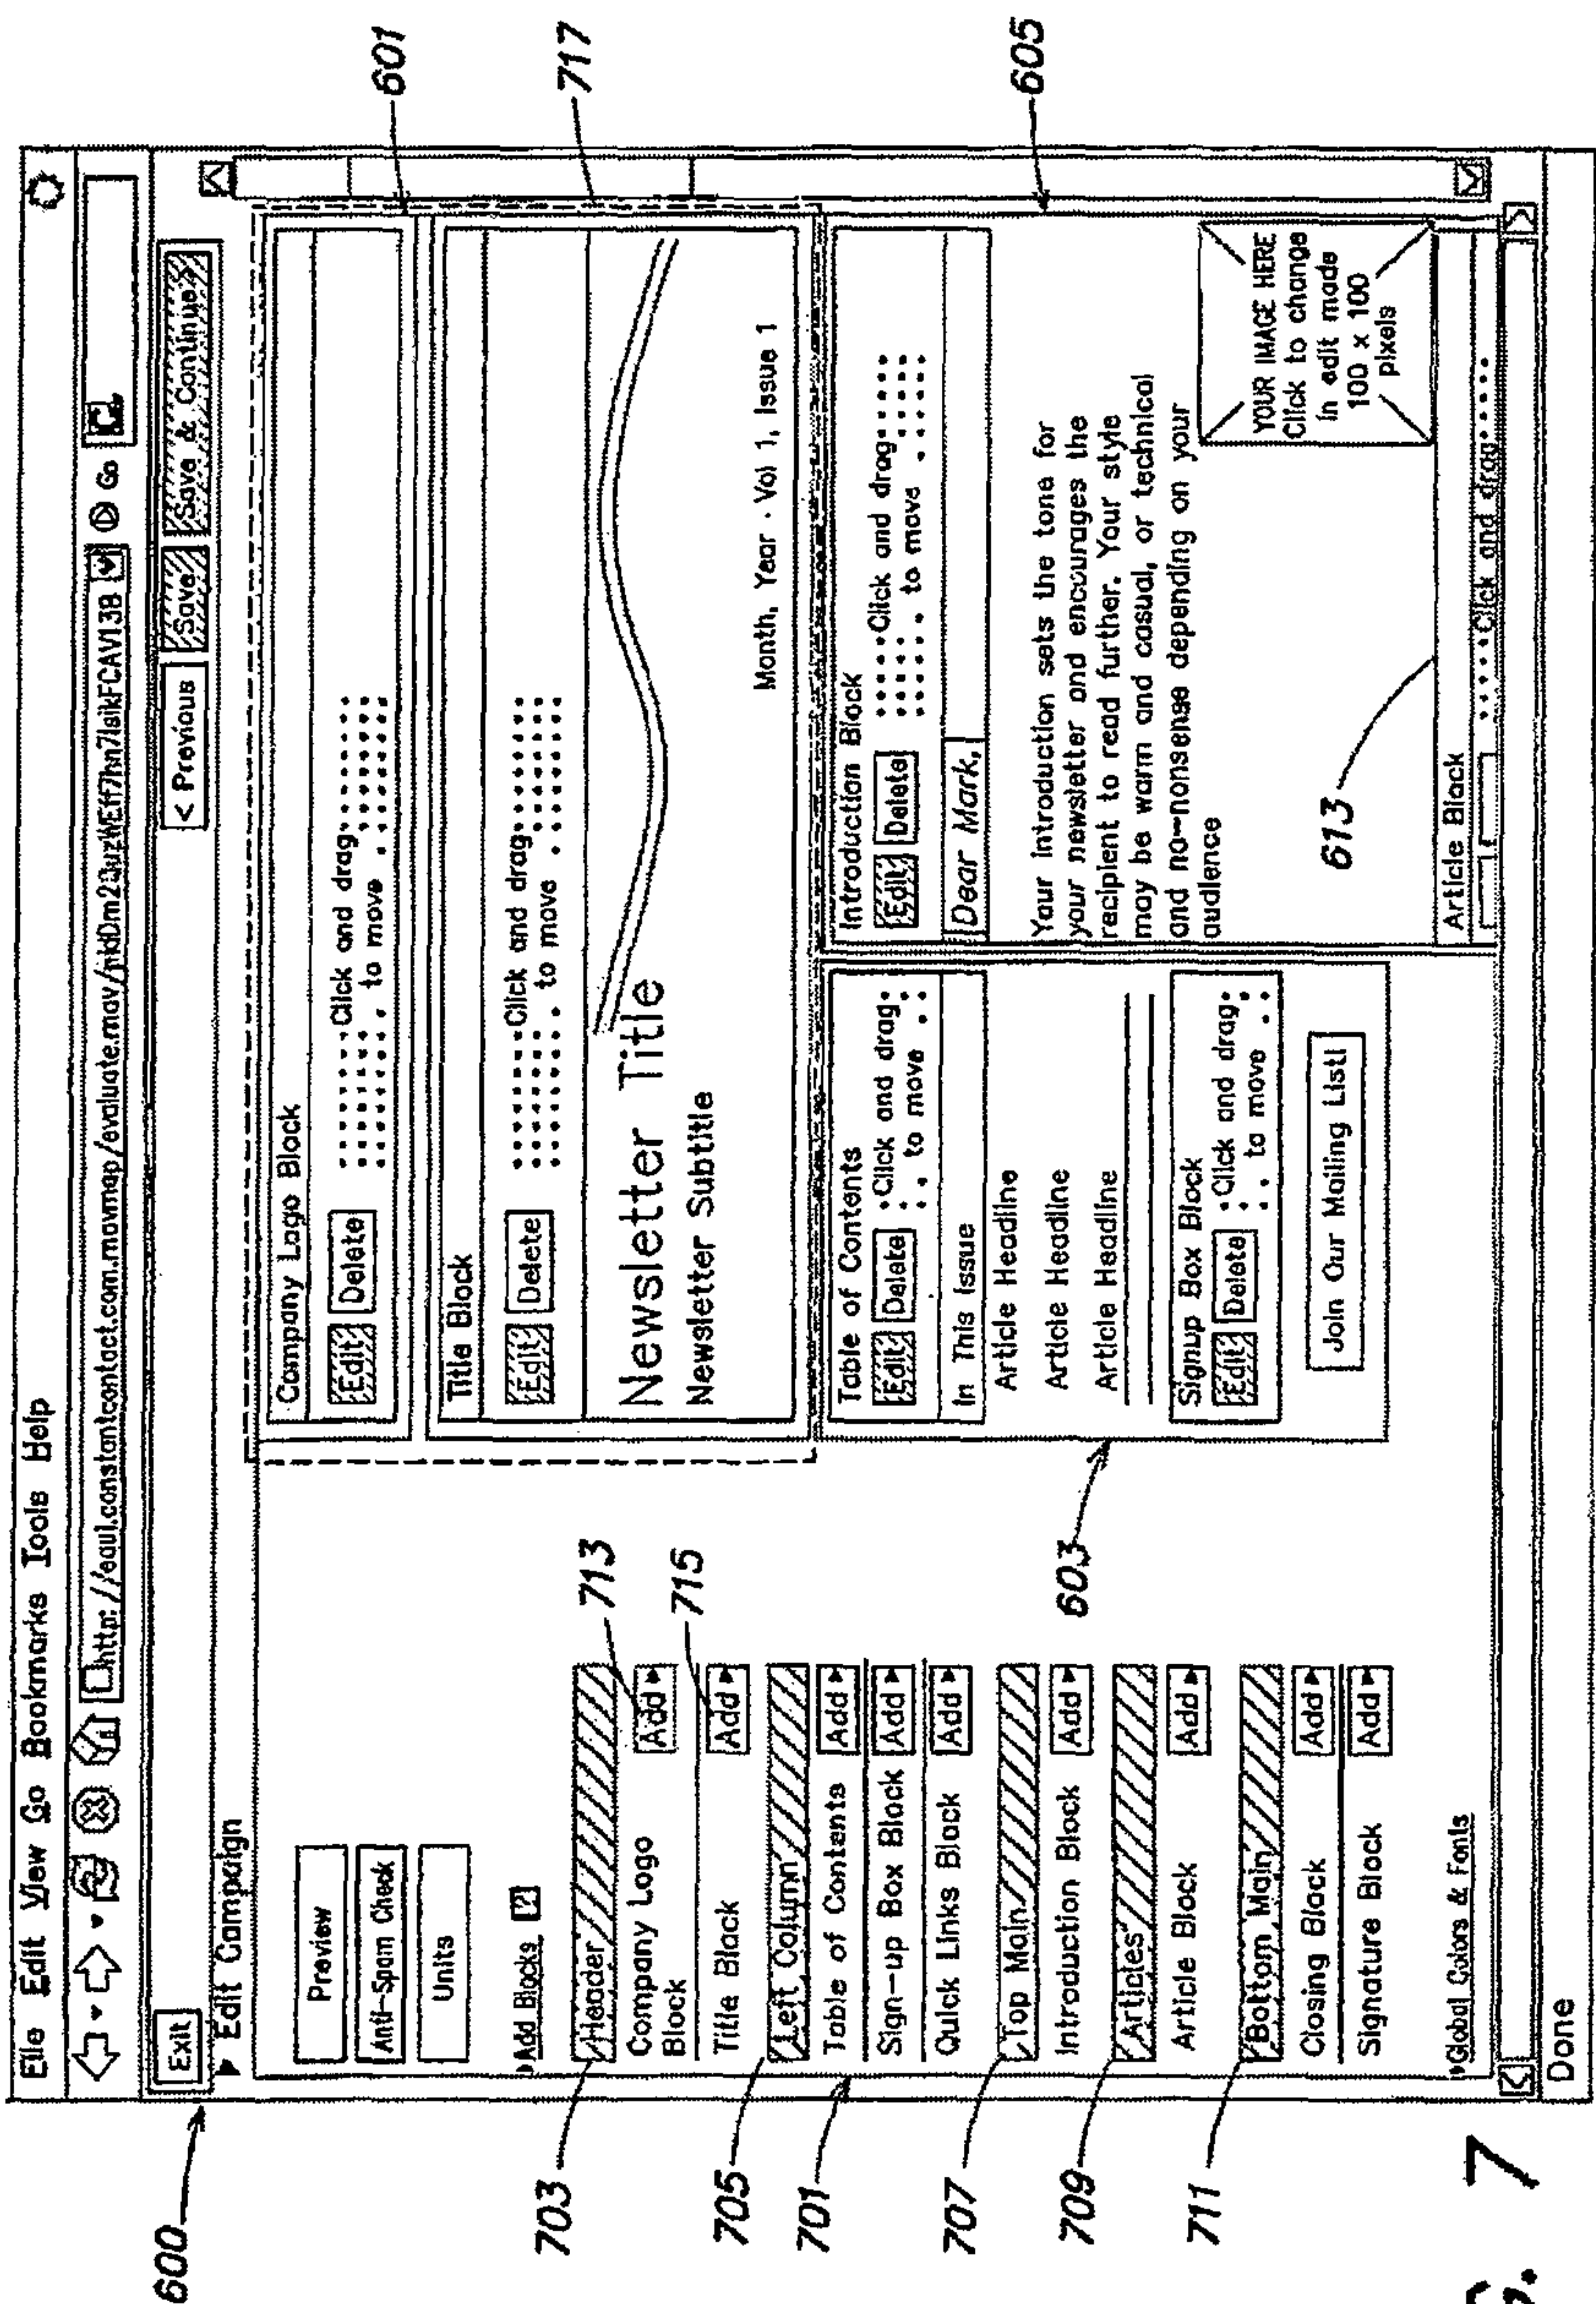 File Edit View Go Bookmarks Tools Help
Go
Exit
< Previous
Save
Save & Continue
Edit Campaign
Preview
Anti-Spam Check
Units
Add Blocks [?]
Header
Company Logo
Block
Add
Title Block
Add
Left Column
Table of Contents
Add
Sign-up Box Block
Add
Quick Links Block
Add
Top Main
Introduction Block
Add
Articles
Article Block
Add
Bottom Main
Closing Block
Add
Signature Block
Add
Global Colors & Fonts
Done
Company Logo Block
Edit
Delete
Click and drag
to move
Title Block
Edit
Delete
Click and drag
to move
Newsletter Title
Newsletter Subtitle
Month, Year · Vol 1, Issue 1
Table of Contents
Edit
Delete
Click and drag
to move
In This Issue
Article Headline
Article Headline
Article Headline
Signup Box Block
Edit
Delete
Click and drag
to move
Join Our Mailing List!
Introduction Block
Edit
Delete
Click and drag
to move
Dear Mark,
Your introduction sets the tone for
your newsletter and encourages the
recipient to read further. Your style
may be warm and casual, or technical
and no-nonsense depending on your
audience
YOUR IMAGE HERE
Click to change
in edit made
100 x 100
pixels
Article Block
Click and drag
600
703
705
701
707
709
711
713
715
603
601
717
605
613
7